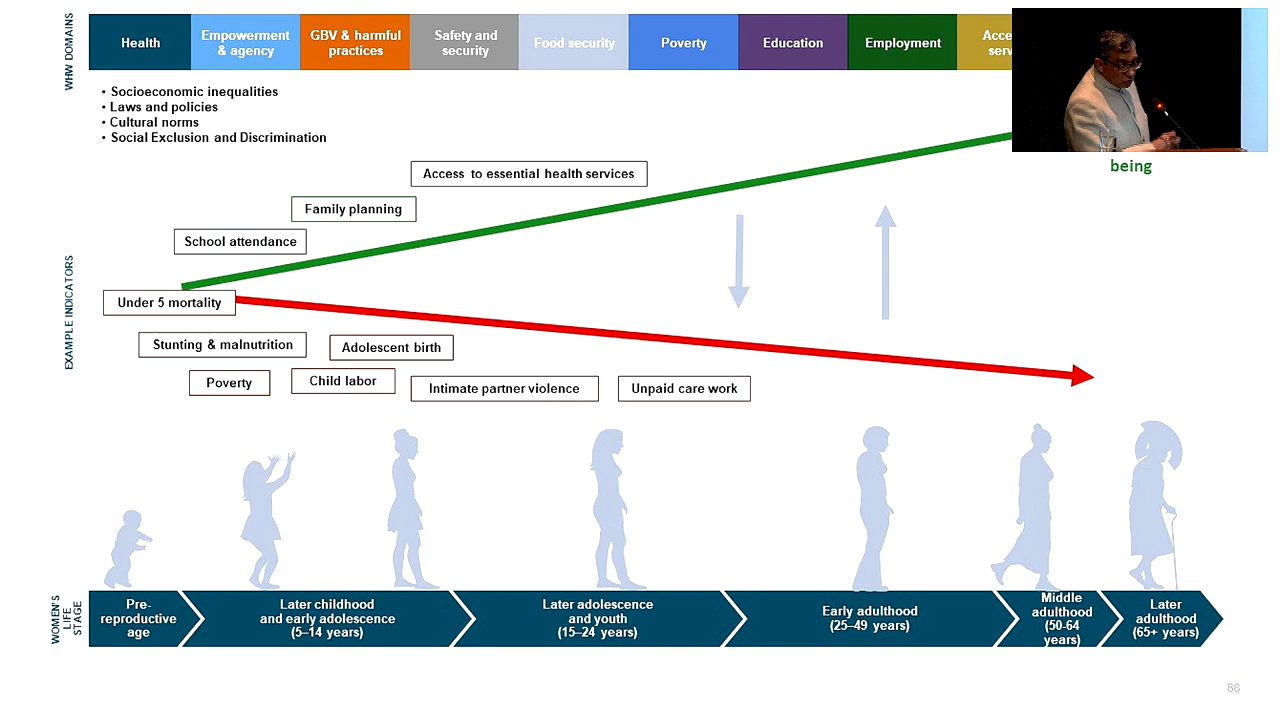 WHW DOMAINS
Health
Empowerment
& agency
GBV & harmful
practices
Safety and
security
Food security
Poverty
Education
Employment
• Socioeconomic inequalities
• Laws and policies
• Cultural norms
• Social Exclusion and Discrimination
being
EXAMPLE INDICATORS
Access to essential health services
Family planning
School attendance
Under 5 mortality
Stunting & malnutrition
Adolescent birth
Poverty
Child labor
Intimate partner violence
Unpaid care work
WOMEN'S
LIFE
STAGE
Pre-
reproductive
age
Later childhood
and early adolescence
(5–14 years)
Later adolescence
and youth
(15–24 years)
Early adulthood
(25–49 years)
Middle
adulthood
(50-64
years)
Later
adulthood
(65+ years)
86